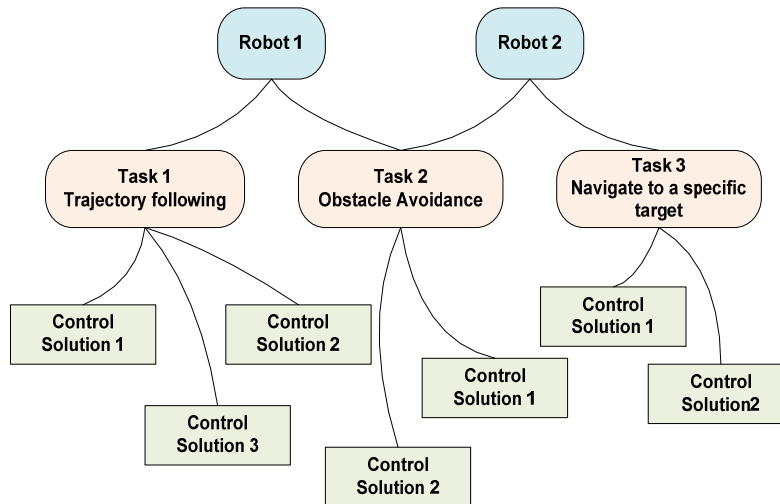 Robot 1
Robot 2
Task 1
Trajectory following
Task 2
Obstacle Avoidance
Task 3
Navigate to a specific
target
Control
Solution 1
Control
Solution 2
Control
Solution 3
Control
Solution 1
Control
Solution 2
Control
Solution 1
Control
Solution2